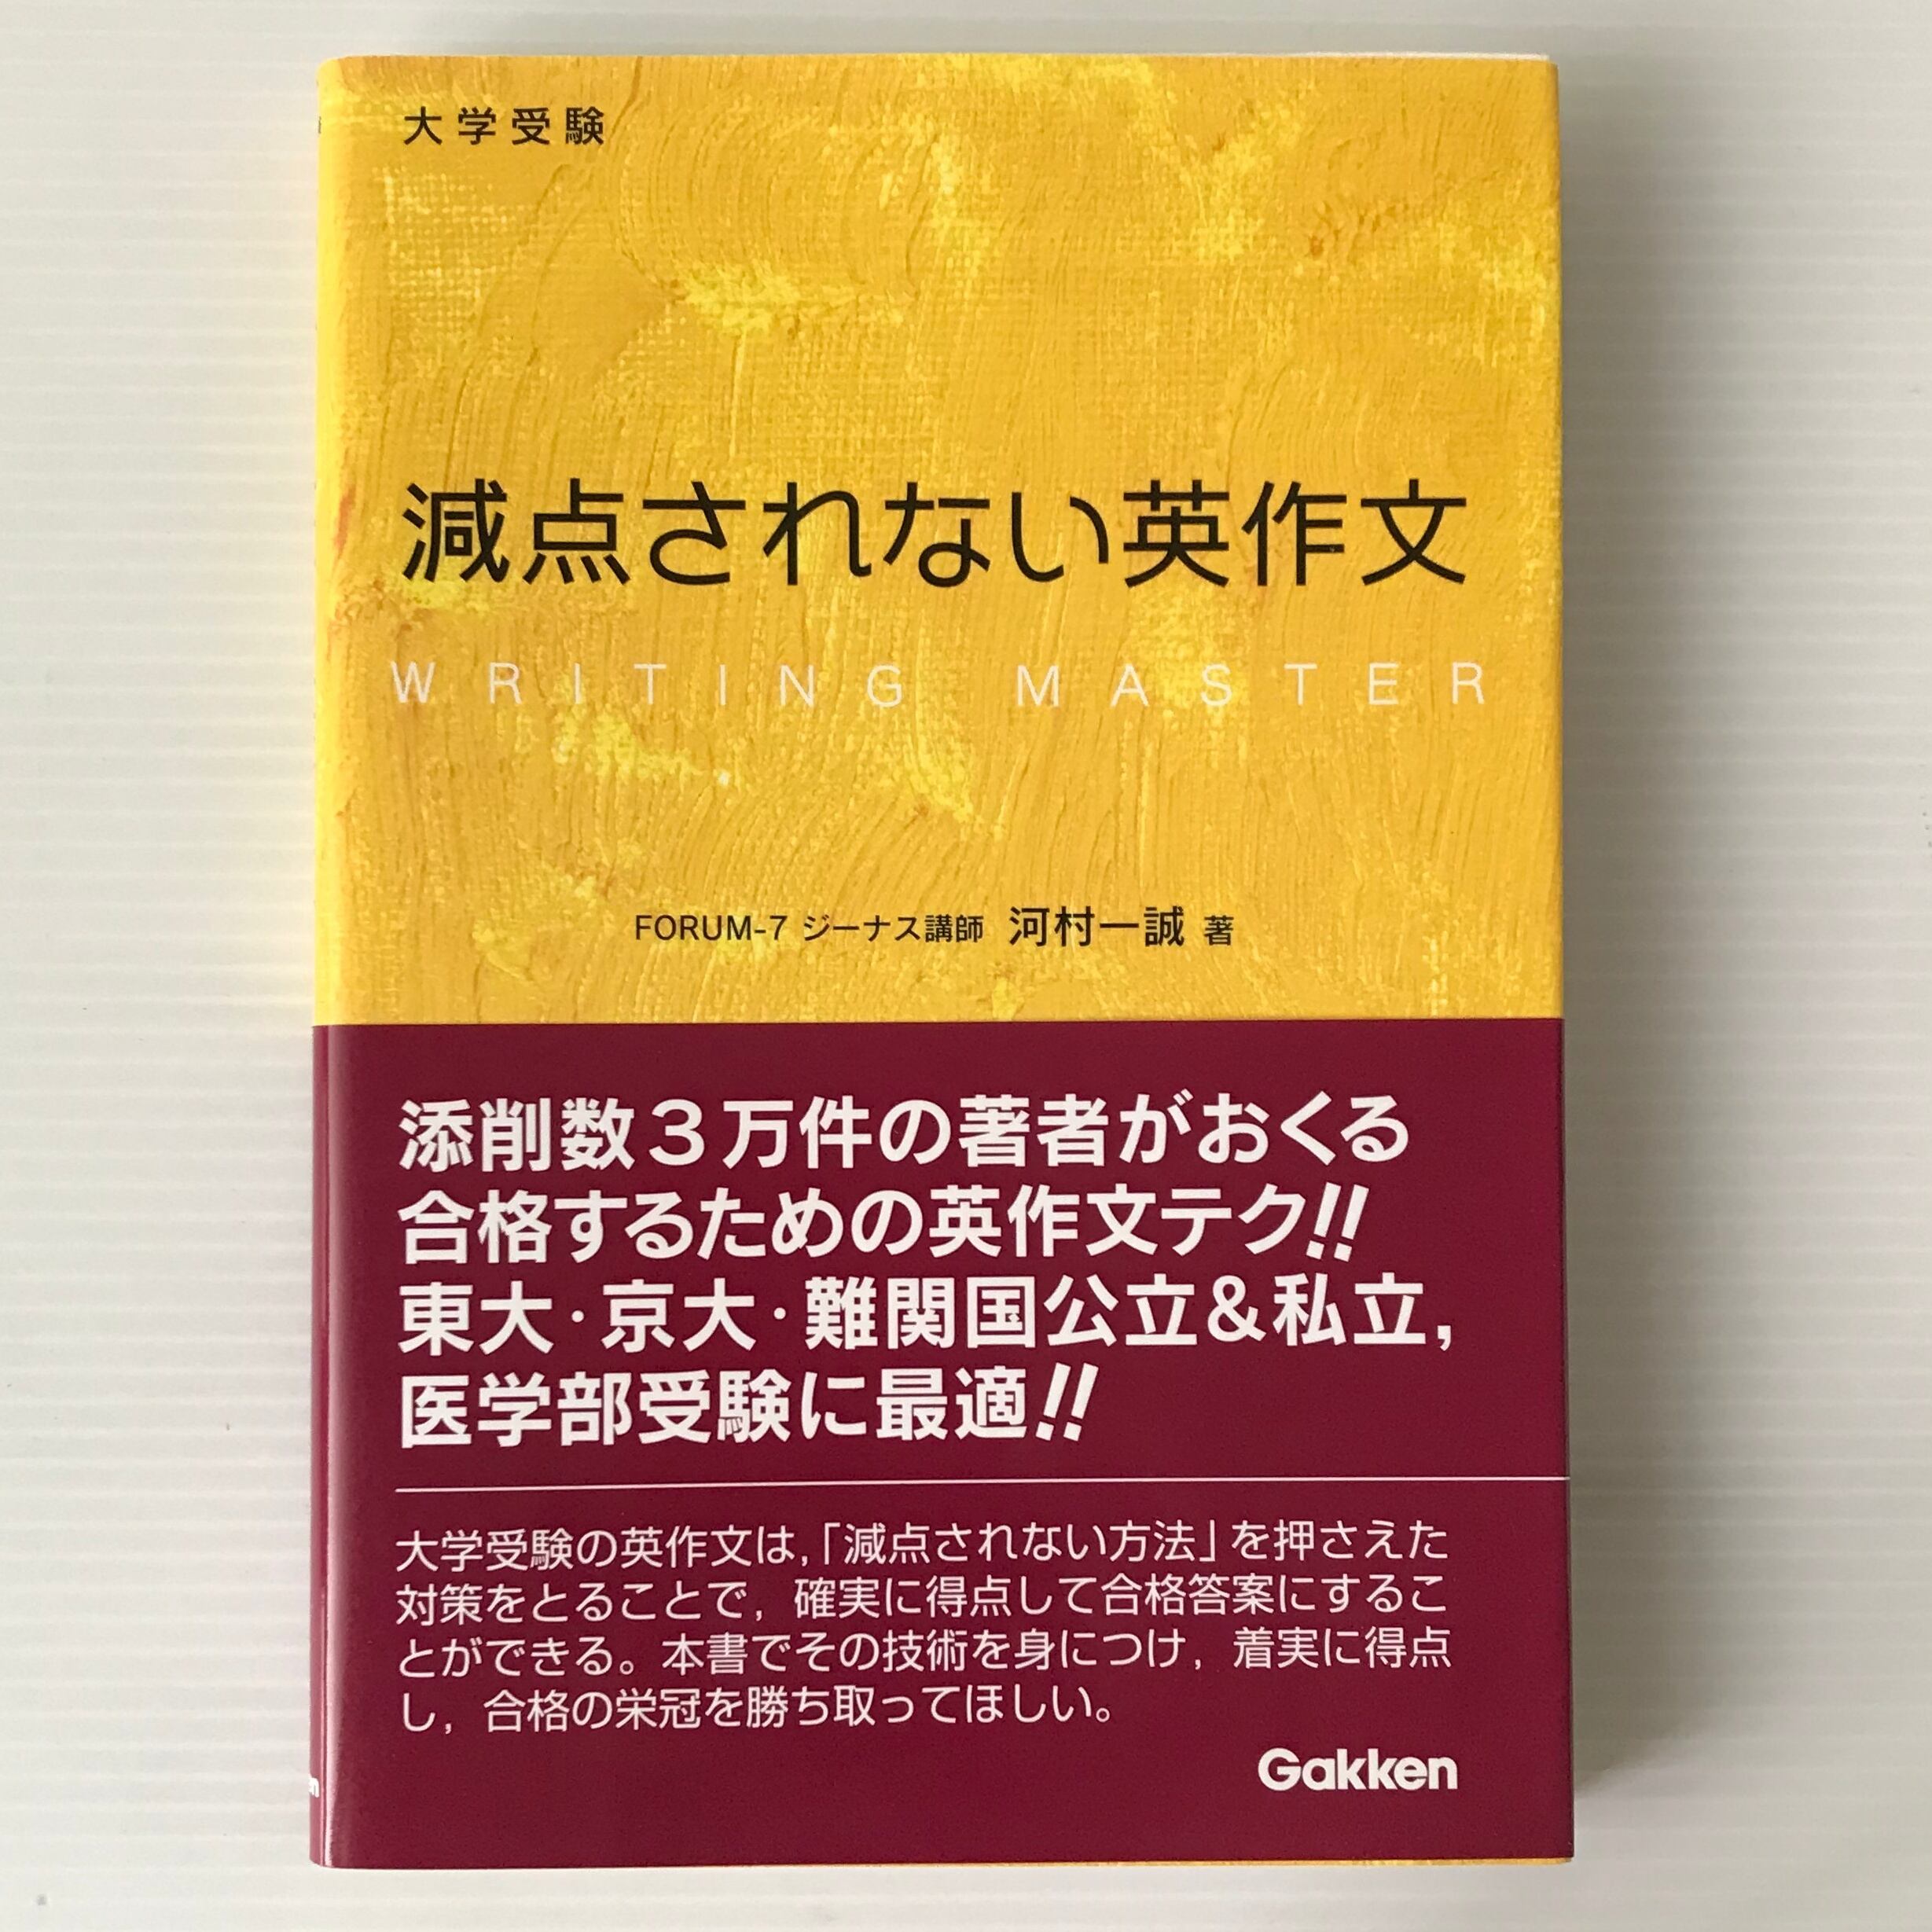 大学受験
減点されない英作文
WRITING MASTER
FORUM-7 ジーナス講師 河村一誠 著
添削数3万件の著者がおくる
合格するための英作文テク!!
東大・京大・難関国公立&私立,
医学部受験に最適!!
大学受験の英作文は,「減点されない方法」を押さえた
対策をとることで,確実に得点して合格答案にするこ
とができる。本書でその技術を身につけ,着実に得点
し,合格の栄冠を勝ち取ってほしい。
Gakken